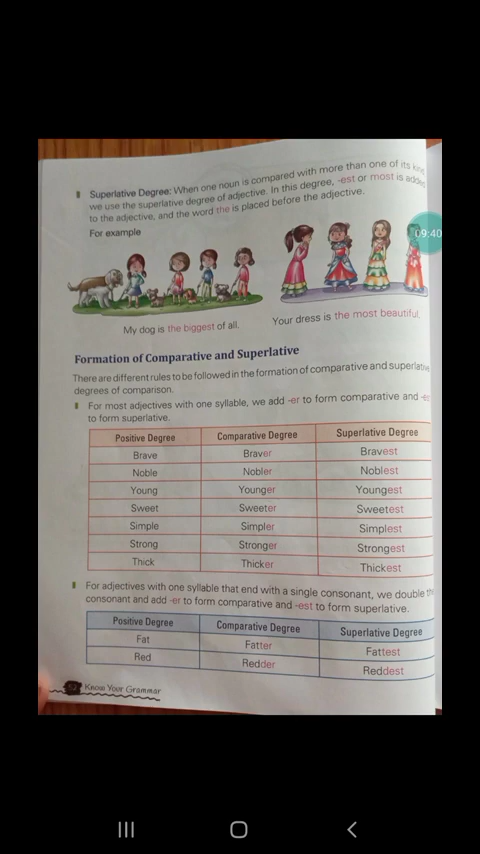 Superlative Degree: When one noun is compared with more than one of its kind,
we use the superlative degree of adjective. In this degree, -est or most is added
to the adjective, and the word the is placed before the adjective.
For example
09:40
My dog is the biggest of all.
Your dress is the most beautiful.
Formation of Comparative and Superlative
There are different rules to be followed in the formation of comparative and superlative
degrees of comparison.
For most adjectives with one syllable, we add -er to form comparative and
to form superlative.
Positive Degree Comparative Degree Superlative Degree
Brave Braver Bravest
Noble Nobler Noblest
Young Younger Youngest
Sweet Sweeter Sweetest
Simple Simpler Simplest
Strong Stronger Strongest
Thick Thicker Thickest
For adjectives with one syllable that end with a single consonant, we double
consonant and add -er to form comparative and -est to form superlative.
Positive Degree Comparative Degree Superlative Degree
Fat Fatter Fattest
Red Redder Reddest
Know Your Grammar